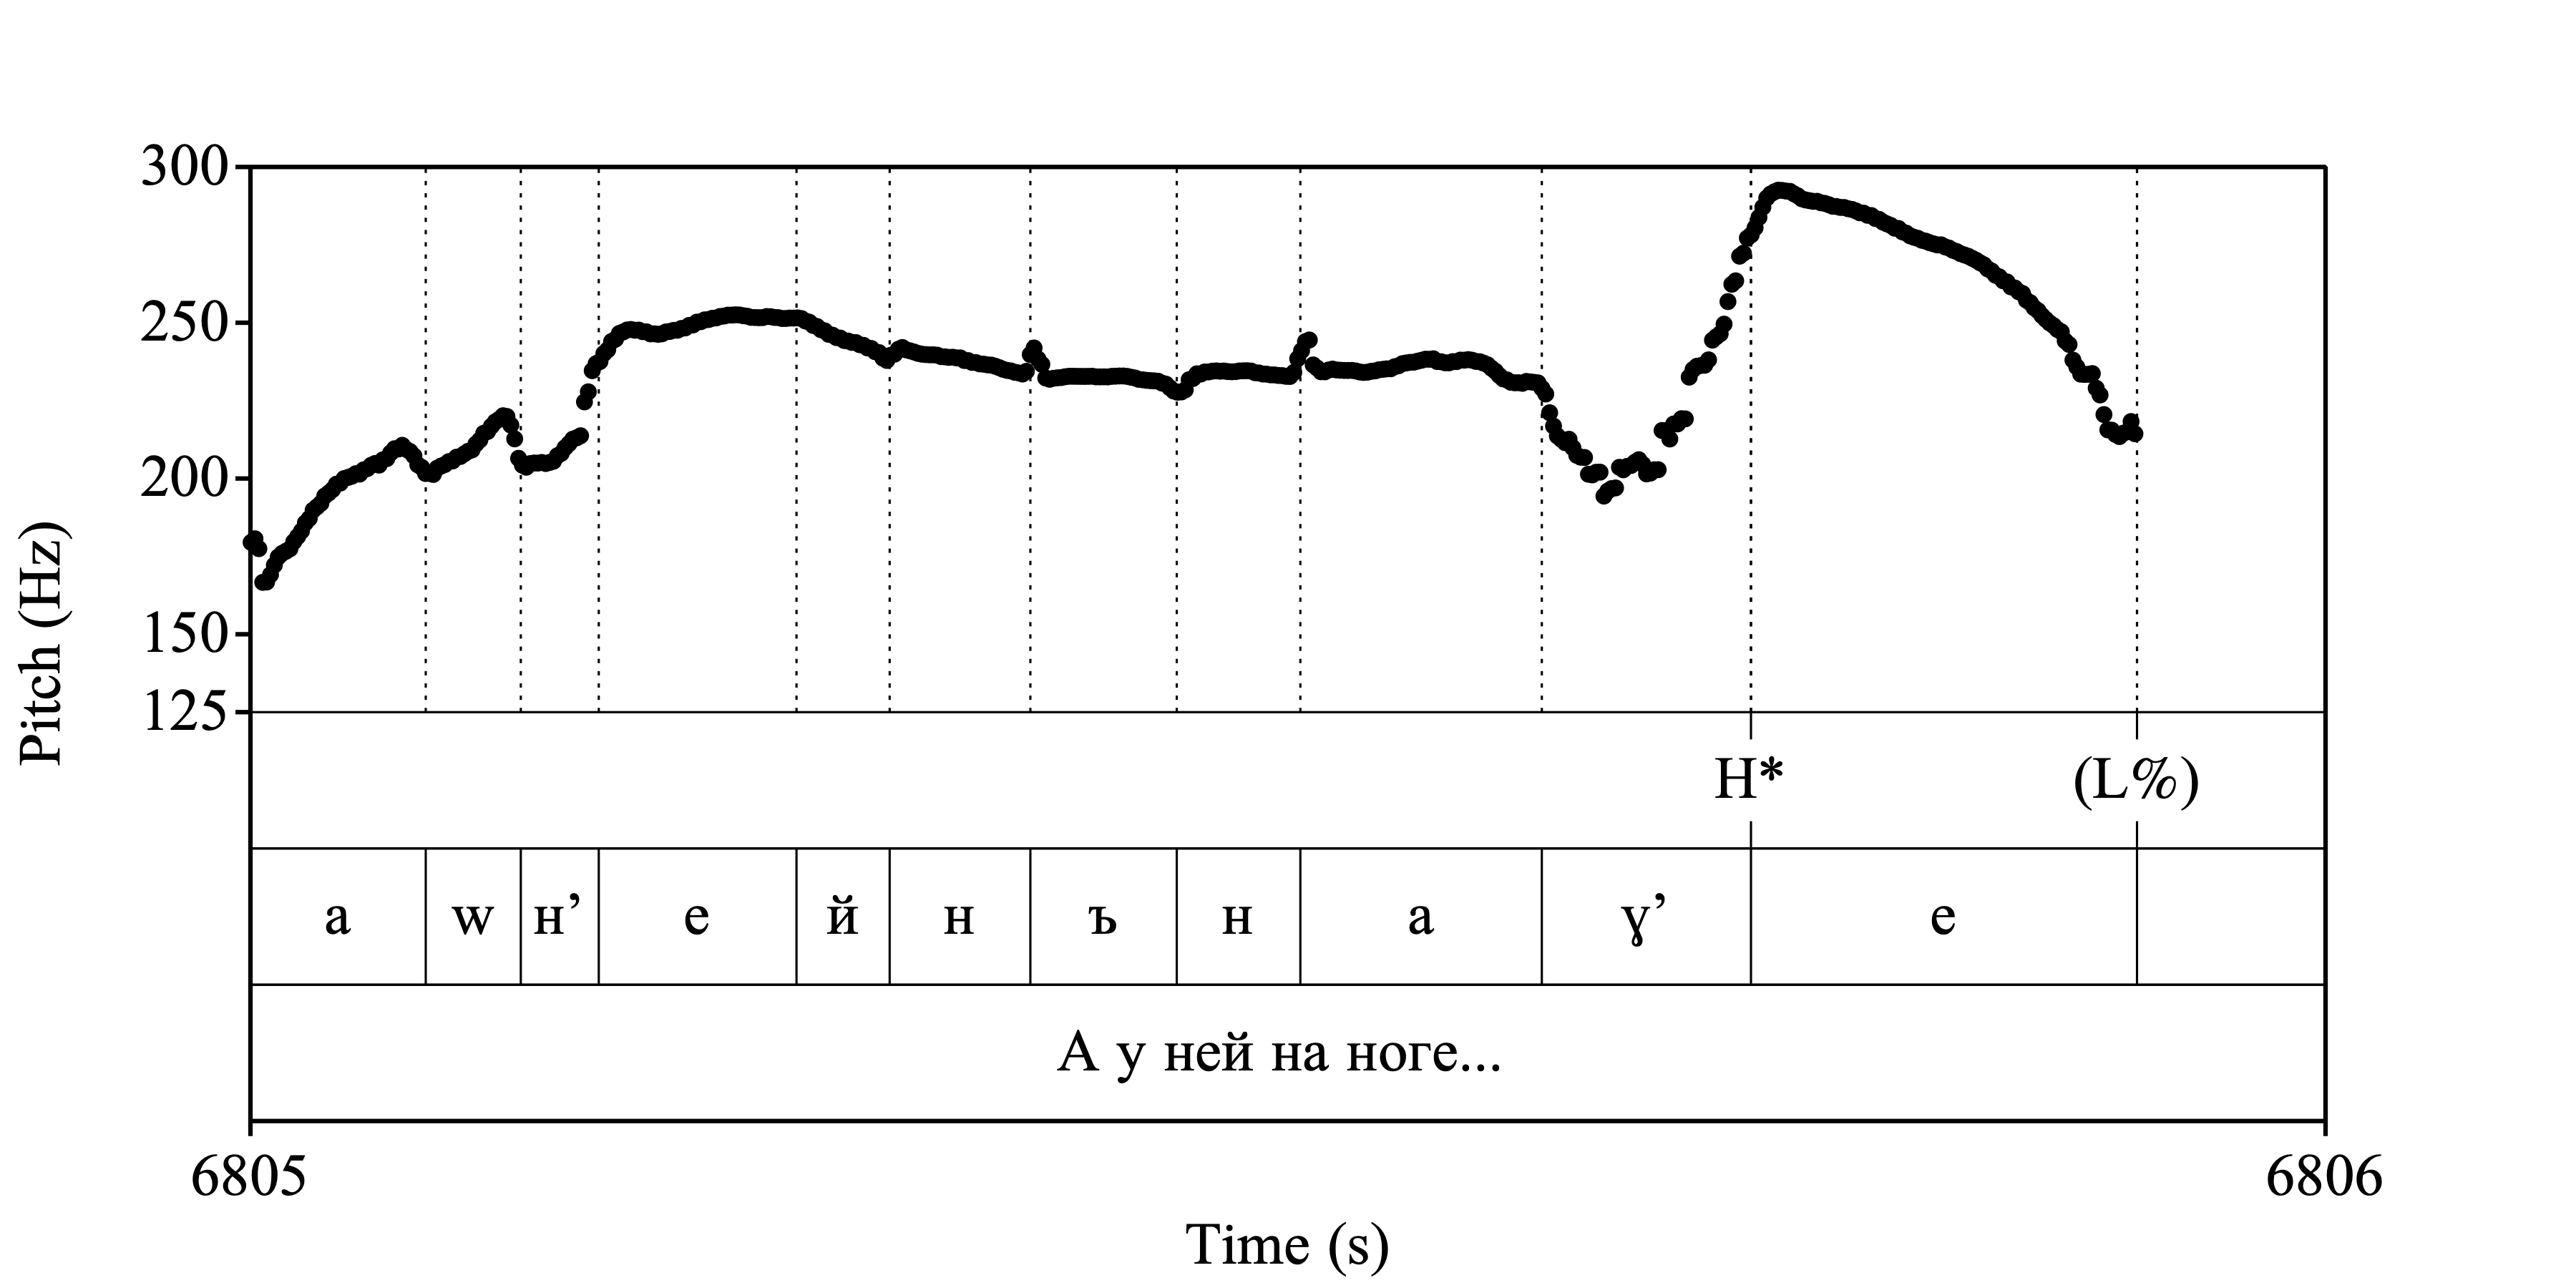 300
250
200
150
125
Pitch (Hz)
H* (L%)
а w н’ е й н ъ н а ɣ’ е
А у ней на ноге...
6805 6806
Time (s)